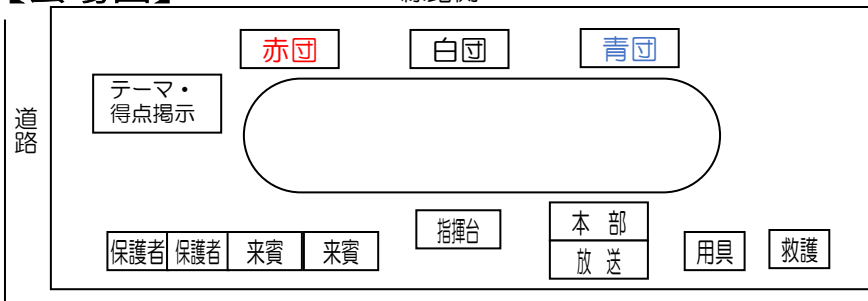 赤団
白団
青団
テーマ・
得点掲示
道路
指揮台
本 部
放 送
保護者
保護者
来賓
来賓
用具
救護